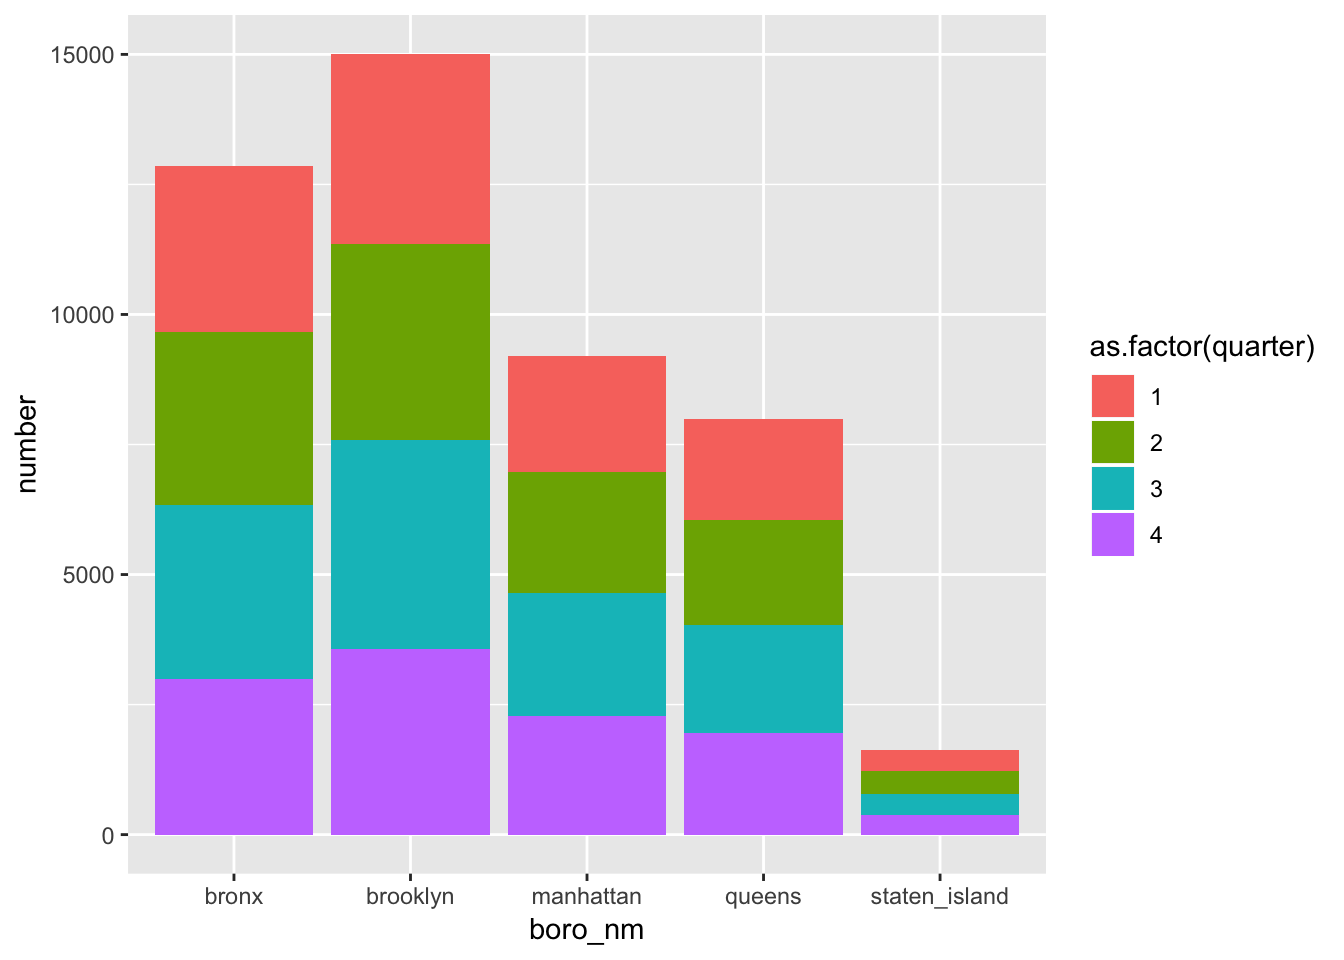 15000
10000
5000
0
number
bronx
brooklyn
manhattan
queens
staten_island
boro_nm
as.factor(quarter)
1
2
3
4